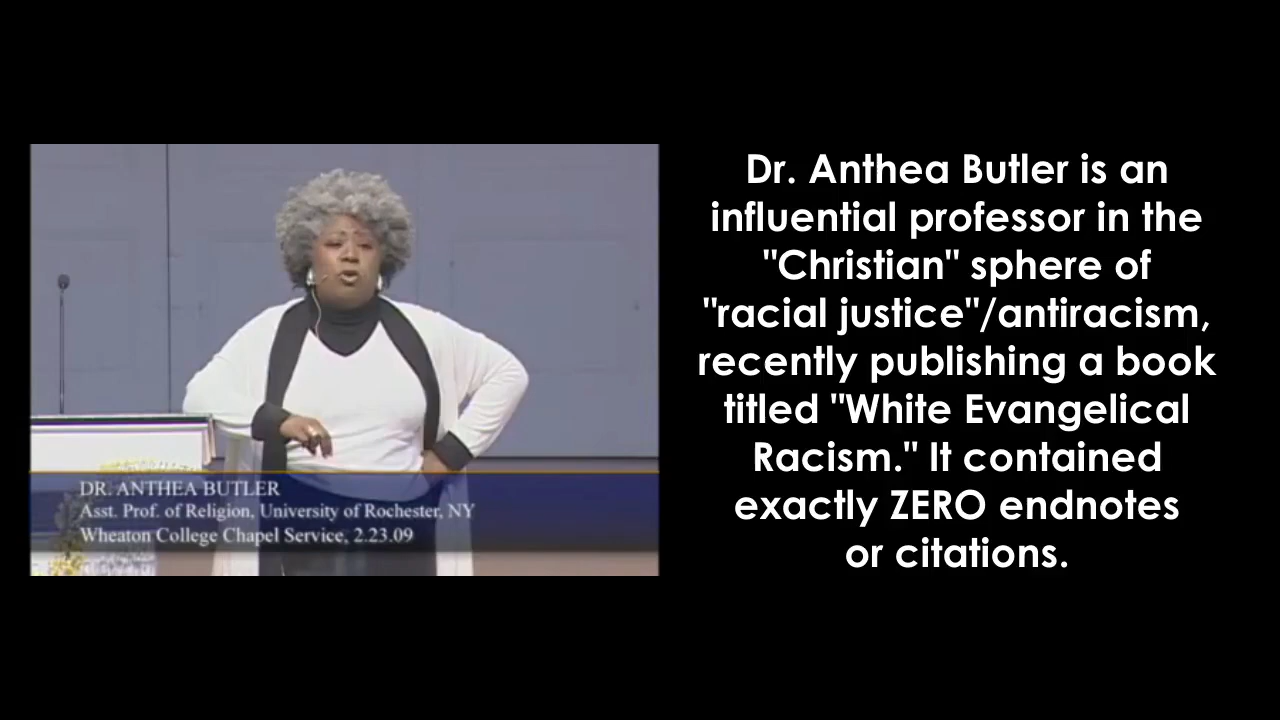 Dr. Anthea Butler is an
influential professor in the
"Christian" sphere of
"racial justice"/antiracism,
recently publishing a book
titled "White Evangelical
Racism." It contained
exactly ZERO endnotes
or citations.
DR. ANTHEA BUTLER
Asst. Prof. of Religion, University of Rochester, NY
Wheaton College Chapel Service, 2.23.09